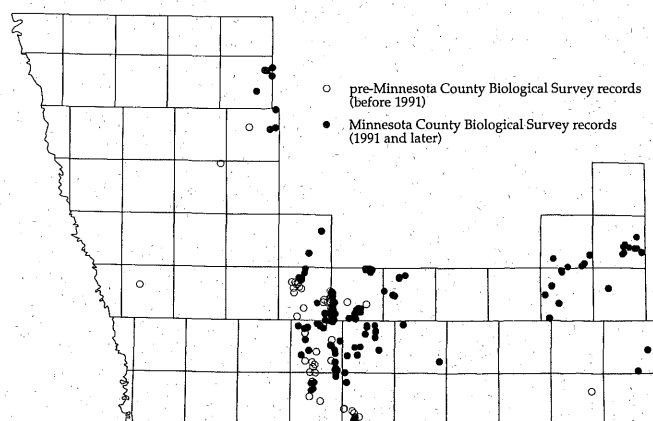 pre-Minnesota County Biological Survey records
(before 1991)
Minnesota County Biological Survey records
(1991 and later)